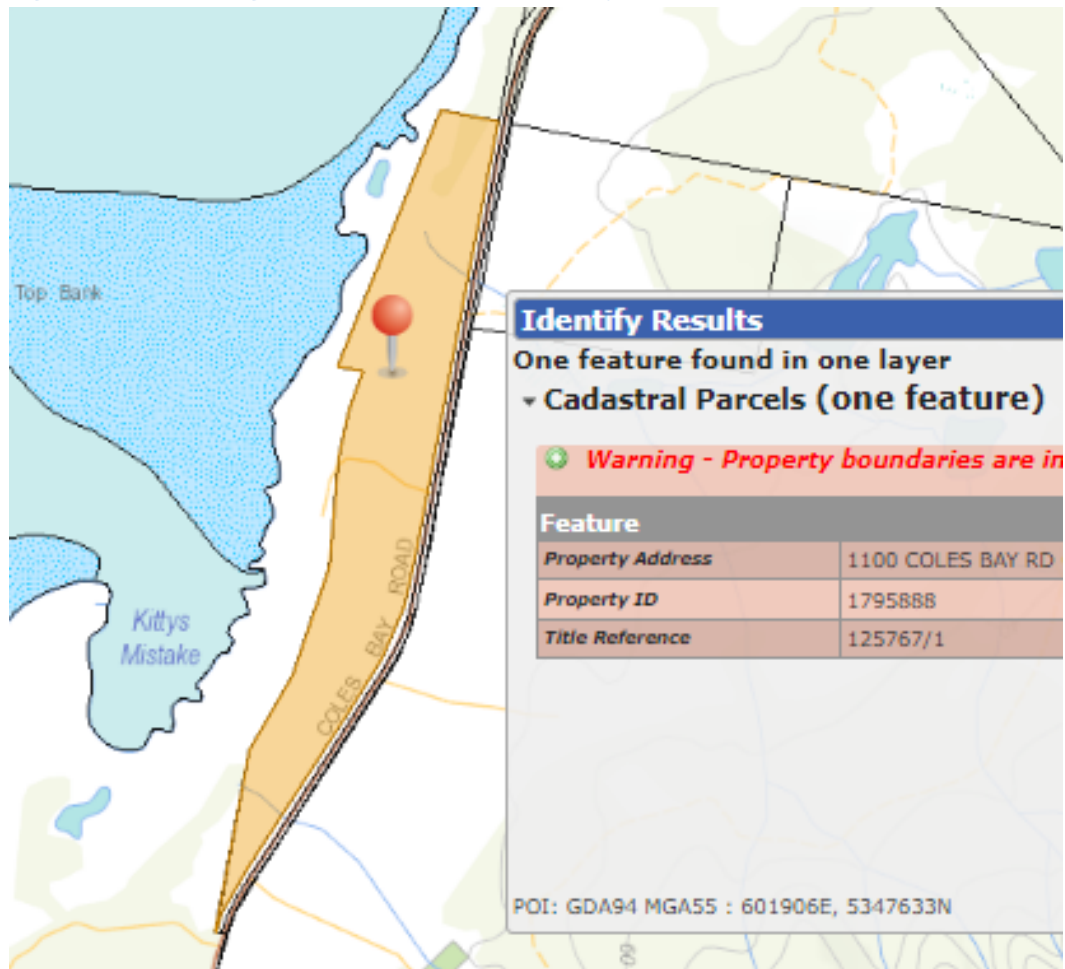 Top Bank
Identify Results
One feature found in one layer
Cadastral Parcels (one feature)
Warning - Property boundaries are in
Feature
Property Address 1100 COLES BAY RD
Property ID 1795888
Title Reference 125767/1
Kittys
Mistake
COLES BAY ROAD
POI: GDA94 MGA55 : 601906E, 5347633N
60